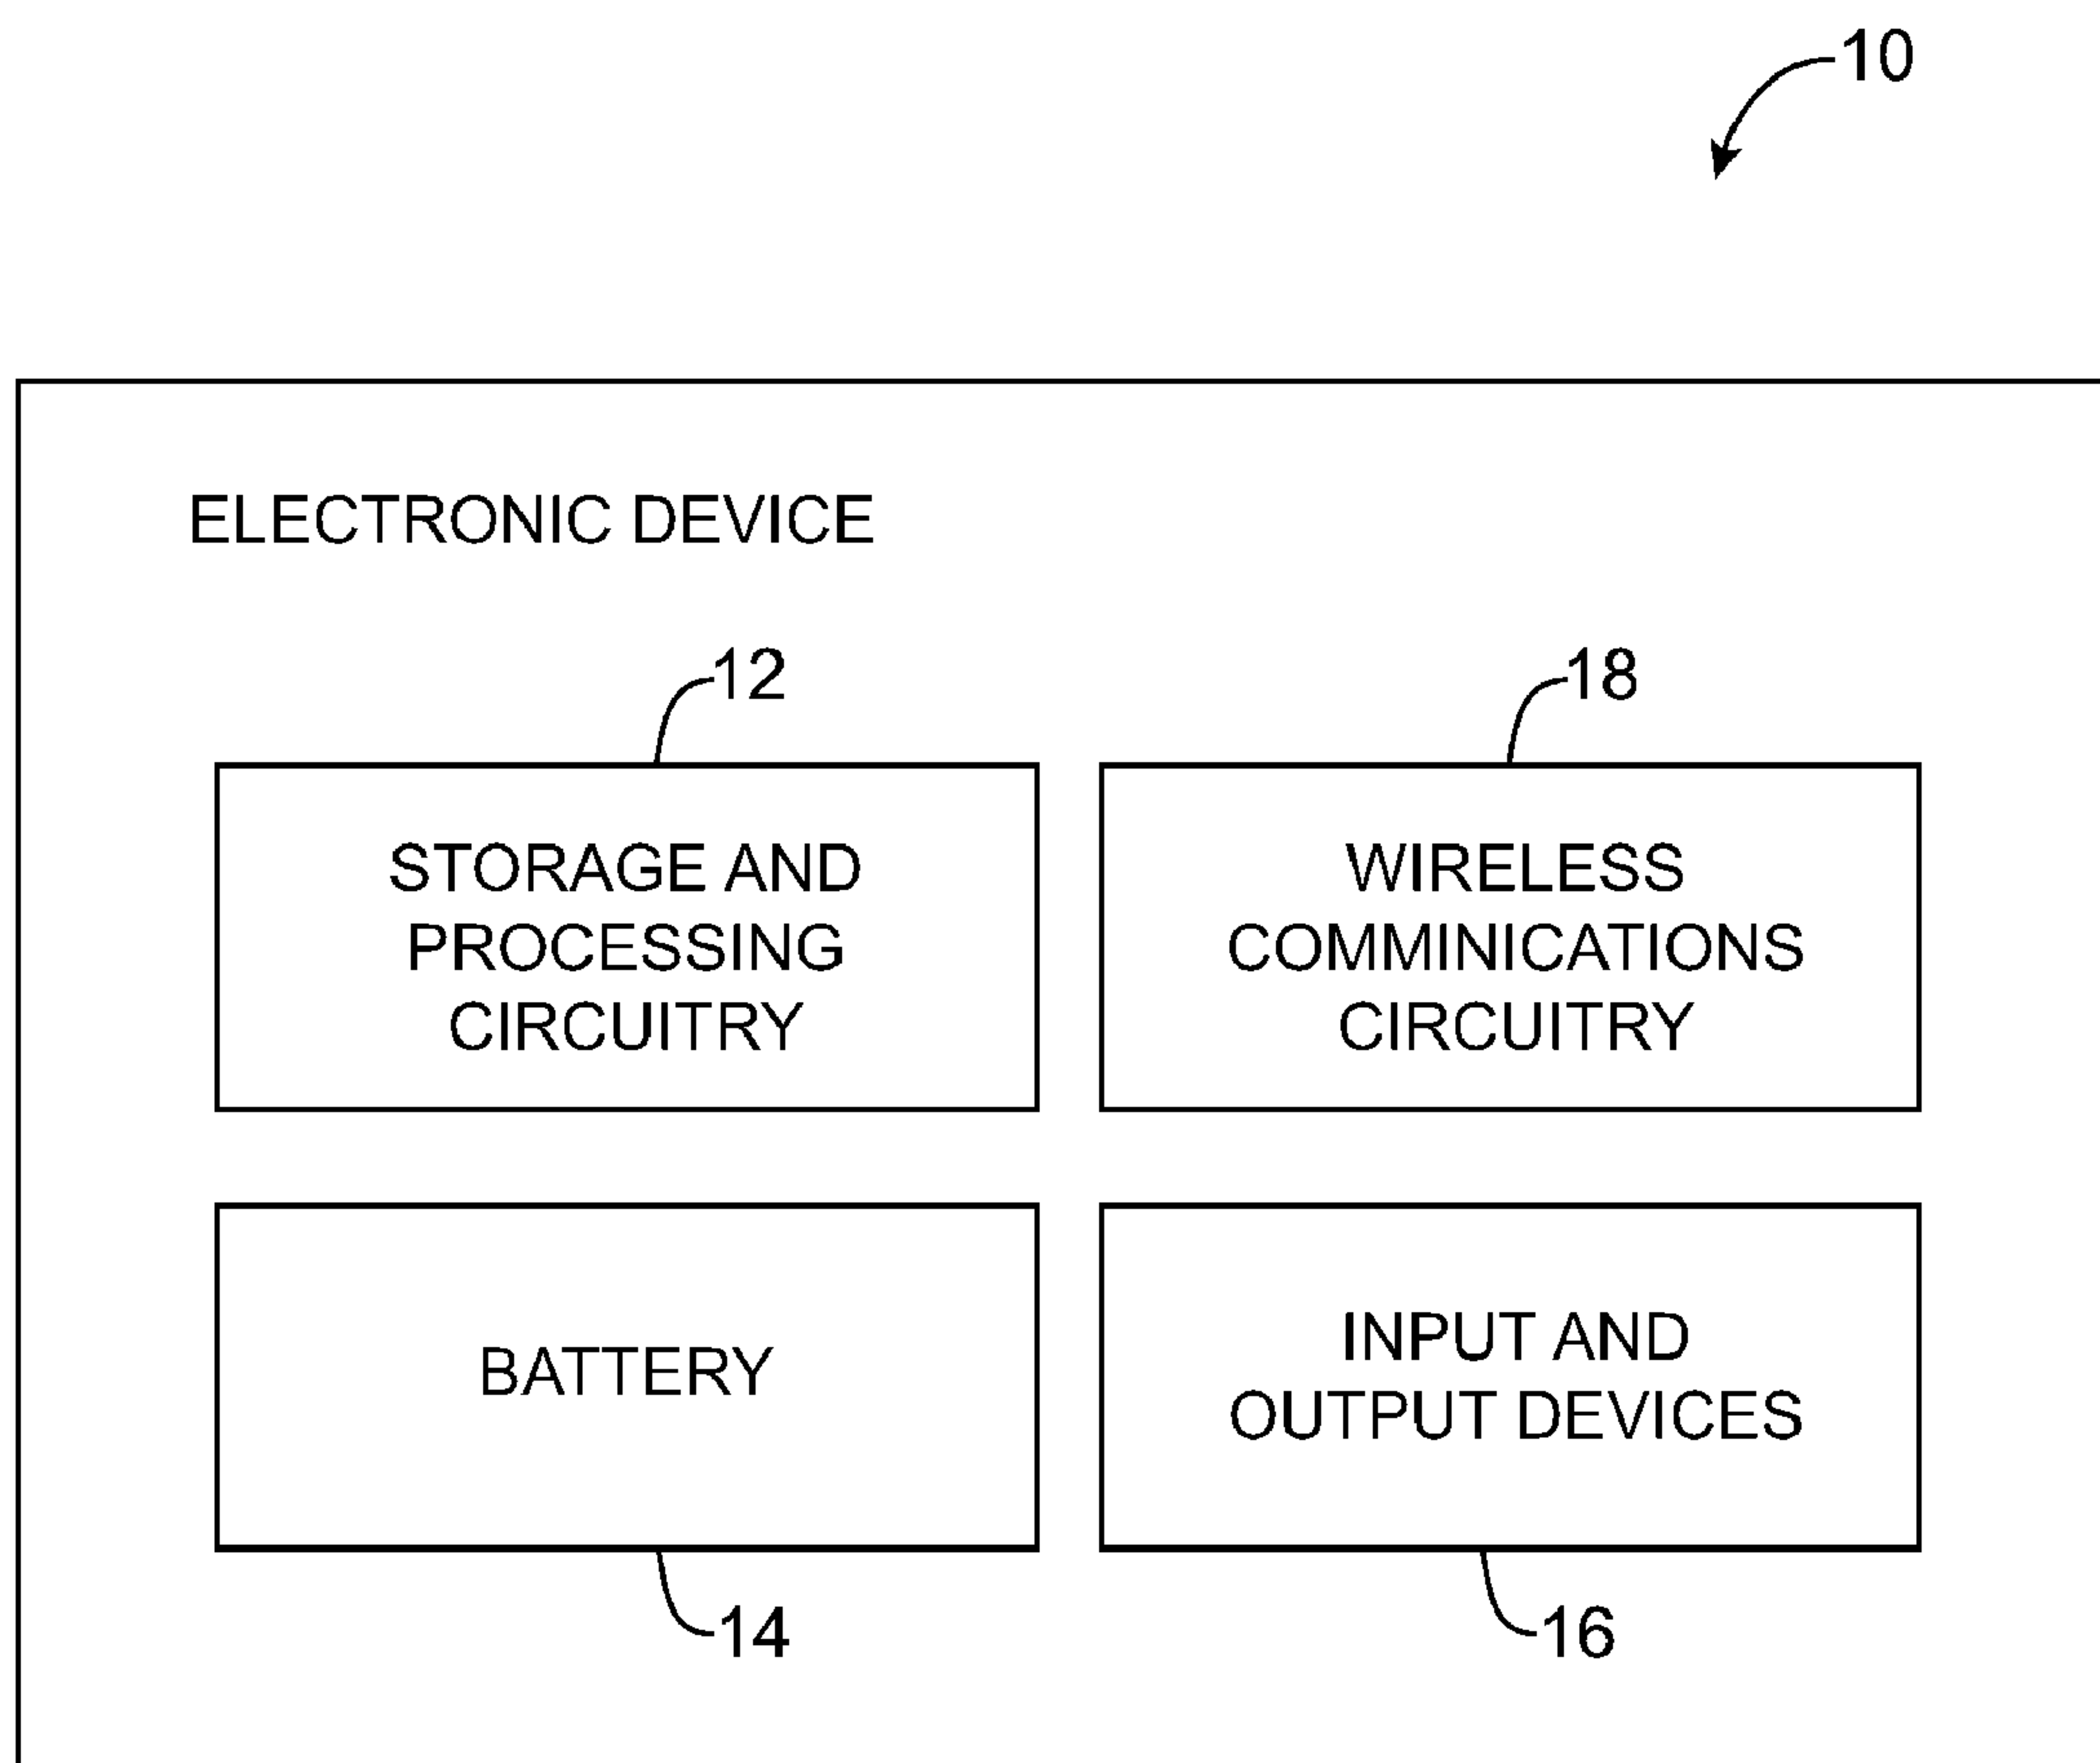 10
ELECTRONIC DEVICE
12
18
STORAGE AND
PROCESSING
CIRCUITRY
WIRELESS
COMMINICATIONS
CIRCUITRY
BATTERY
INPUT AND
OUTPUT DEVICES
14
16